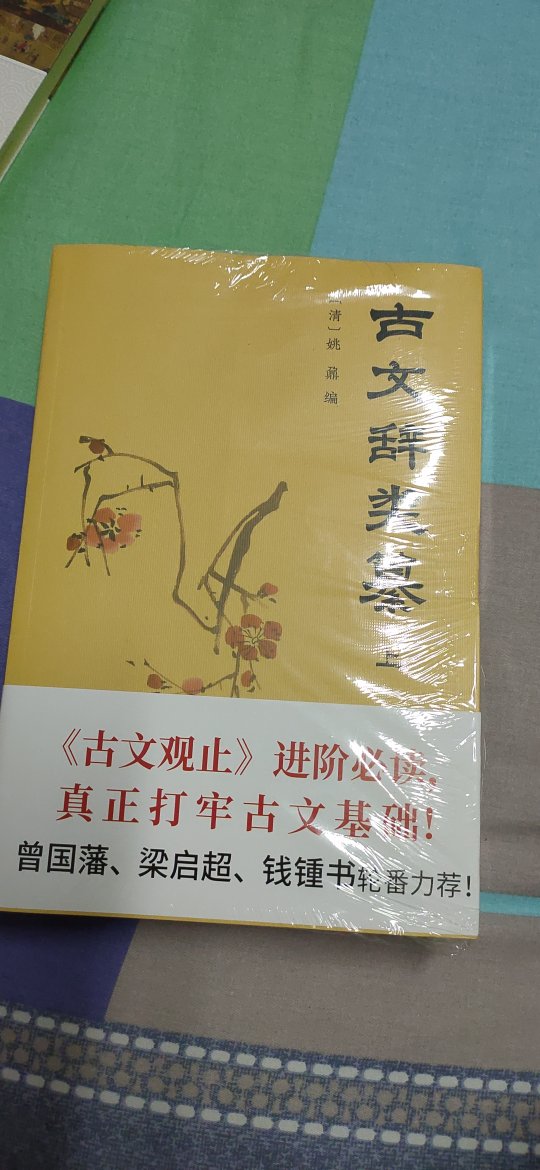 古文辞类纂 上
〔清〕姚 鼐 编
《古文观止》进阶必读,
真正打牢古文基础!
曾国藩、梁启超、钱锺书轮番力荐!